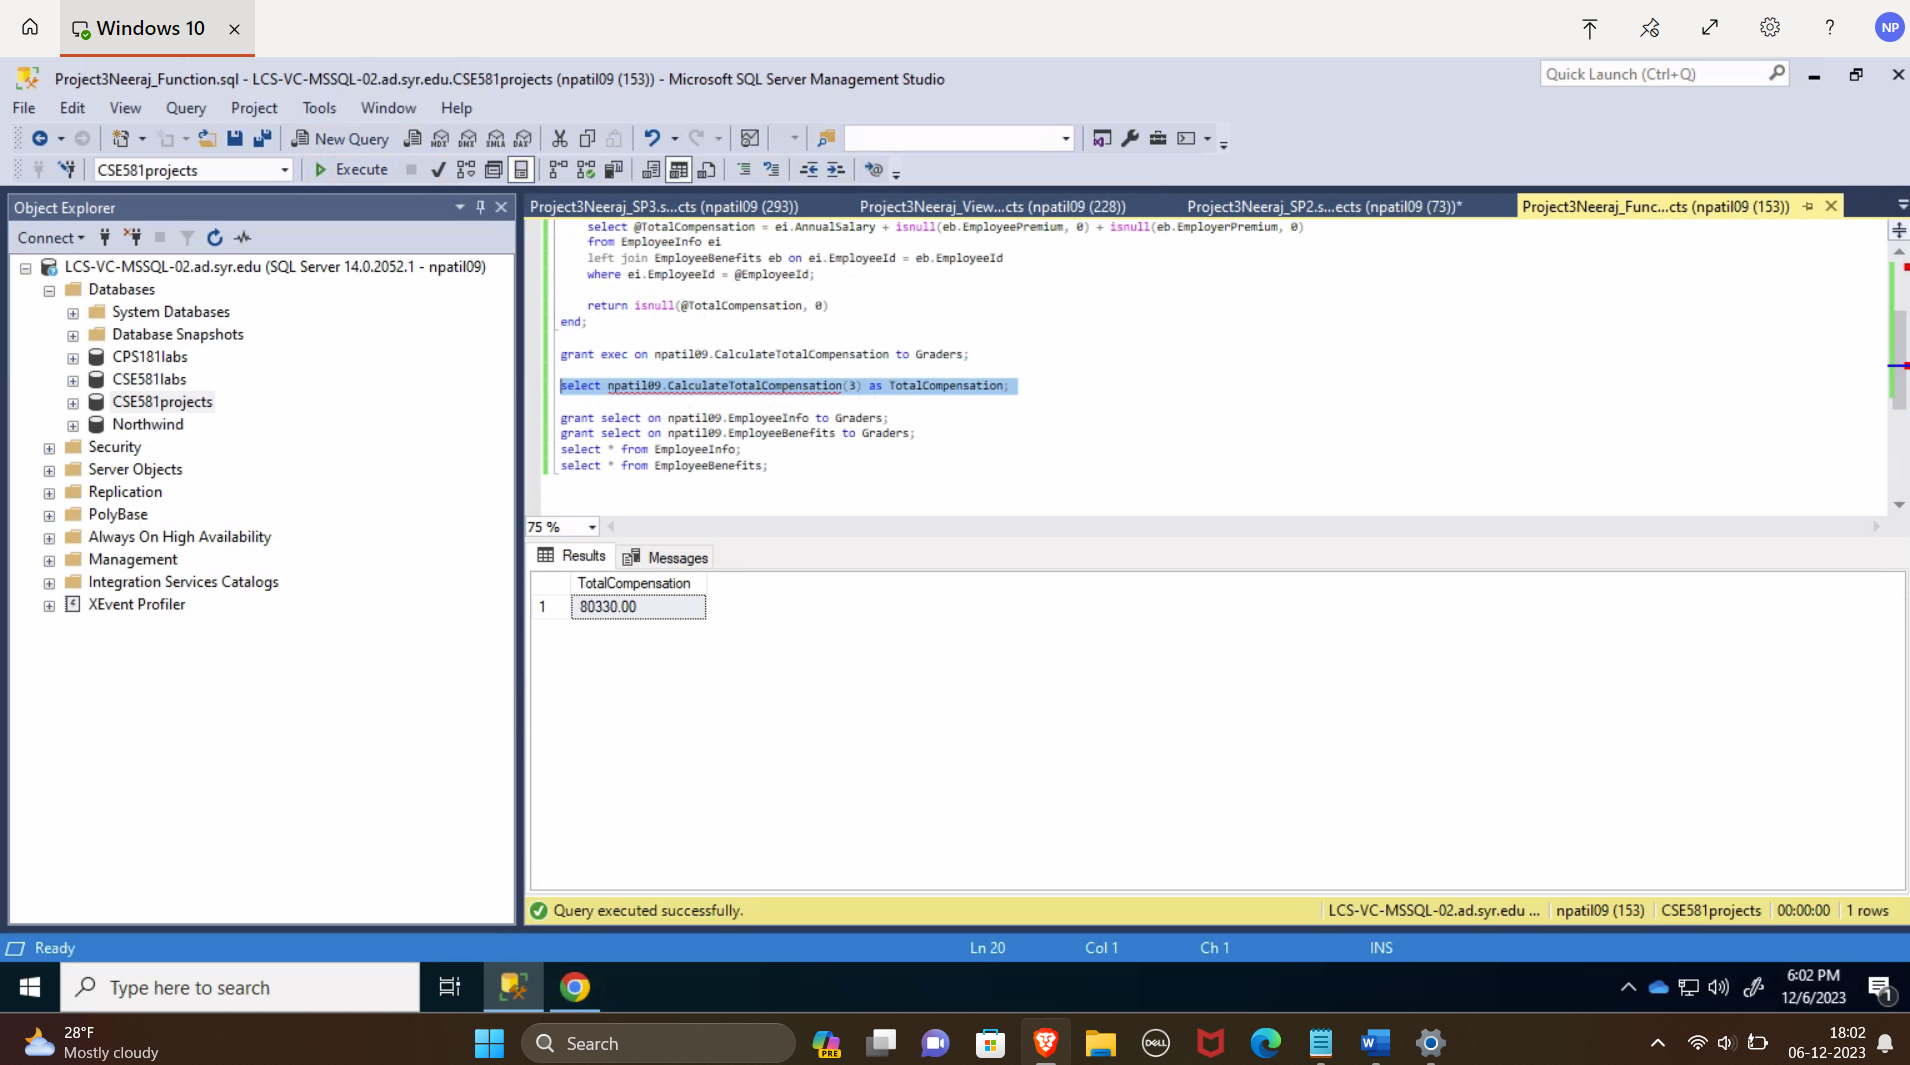 Windows 10
NP
Project3Neeraj_Function.sql - LCS-VC-MSSQL-02.ad.syr.edu.CSE581projects (npatil09 (153)) - Microsoft SQL Server Management Studio
Quick Launch (Ctrl+Q)
File Edit View Query Project Tools Window Help
New Query MDX DMX XMLA DAX
CSE581projects Execute
Object Explorer
Project3Neeraj_SP3.s...cts (npatil09 (293)) Project3Neeraj_View...cts (npatil09 (228)) Project3Neeraj_SP2.s...ects (npatil09 (73))* Project3Neeraj_Func...cts (npatil09 (153))
Connect
LCS-VC-MSSQL-02.ad.syr.edu (SQL Server 14.0.2052.1 - npatil09)
Databases
System Databases
Database Snapshots
CPS181labs
CSE581labs
CSE581projects
Northwind
Security
Server Objects
Replication
PolyBase
Always On High Availability
Management
Integration Services Catalogs
XEvent Profiler
select @TotalCompensation = ei.AnnualSalary + isnull(eb.EmployeePremium, 0) + isnull(eb.EmployerPremium, 0)
from EmployeeInfo ei
left join EmployeeBenefits eb on ei.EmployeeId = eb.EmployeeId
where ei.EmployeeId = @EmployeeId;
return isnull(@TotalCompensation, 0)
end;
grant exec on npatil09.CalculateTotalCompensation to Graders;
select npatil09.CalculateTotalCompensation(3) as TotalCompensation;
grant select on npatil09.EmployeeInfo to Graders;
grant select on npatil09.EmployeeBenefits to Graders;
select * from EmployeeInfo;
select * from EmployeeBenefits;
75 %
Results Messages
TotalCompensation
1 80330.00
Query executed successfully. LCS-VC-MSSQL-02.ad.syr.edu ... npatil09 (153) CSE581projects 00:00:00 1 rows
Ready Ln 20 Col 1 Ch 1 INS
Type here to search
6:02 PM
12/6/2023
1
28°F
Mostly cloudy
Search
PRE
DELL
W
18:02
06-12-2023